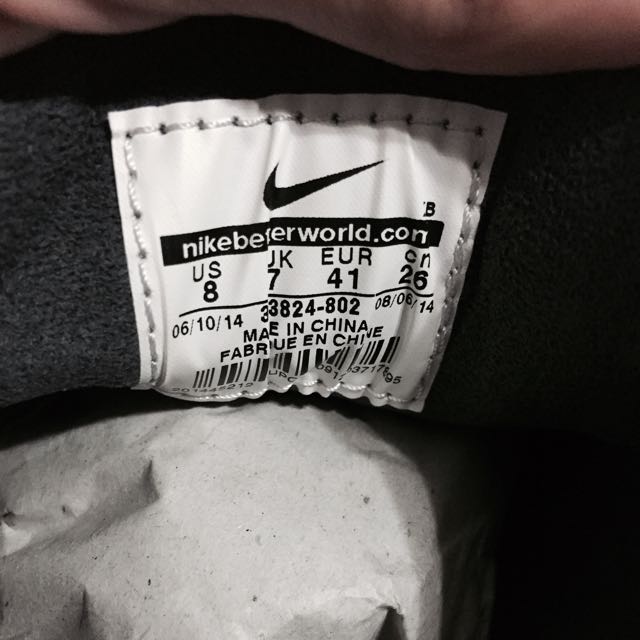 B
nikebe erworld.com
US UK EUR cn
8 7 41 26
06/10/14 3824-802 08/06/14
MADE IN CHINA
FABRIQUE EN CHINE